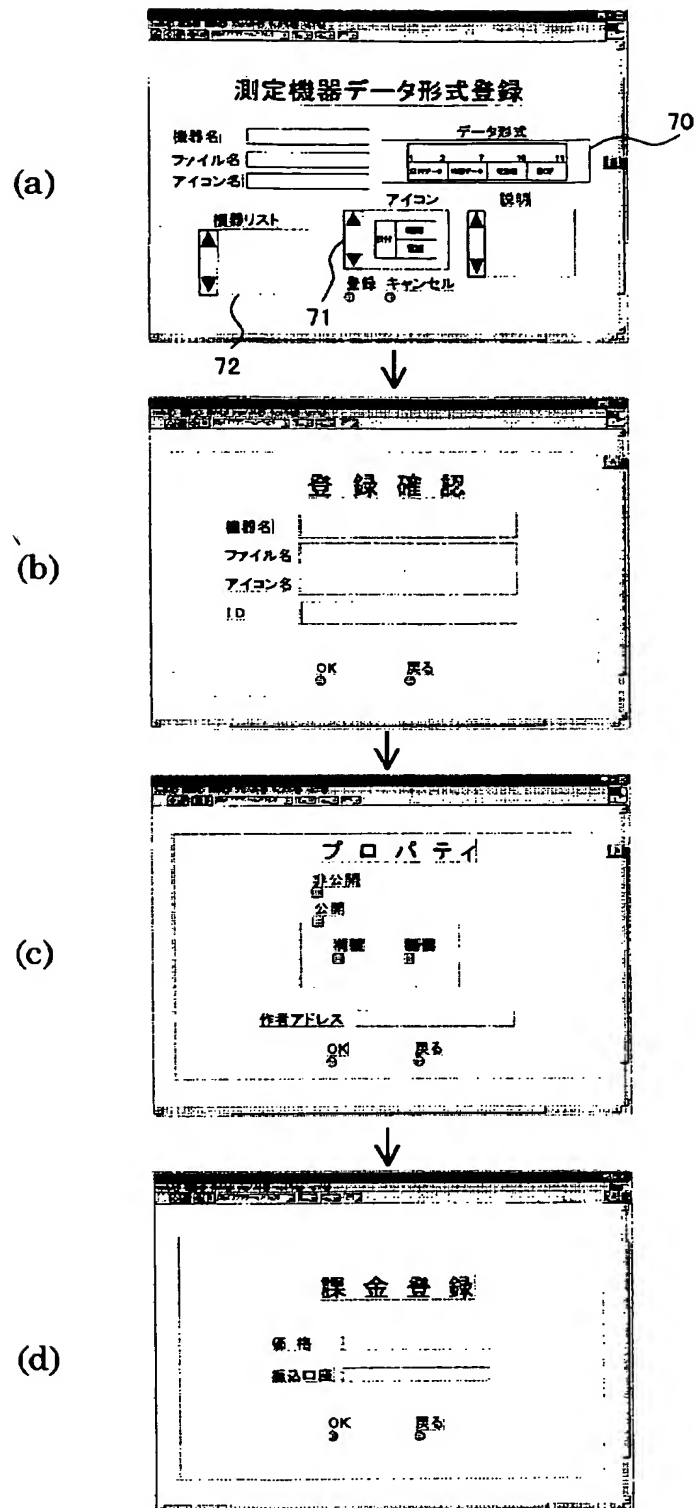 (a)
測定機器データ形式登録
機器名
ファイル名
アイコン名
データ形式
70
機器リスト
アイコン
説明
登録 キャンセル
71
72
(b)
登録確認
機器名
ファイル名
アイコン名
ID
OK 戻る
(c)
プロパティ
非公開
公開
作者アドレス
OK 戻る
(d)
課金登録
価格
振込口座
OK 戻る